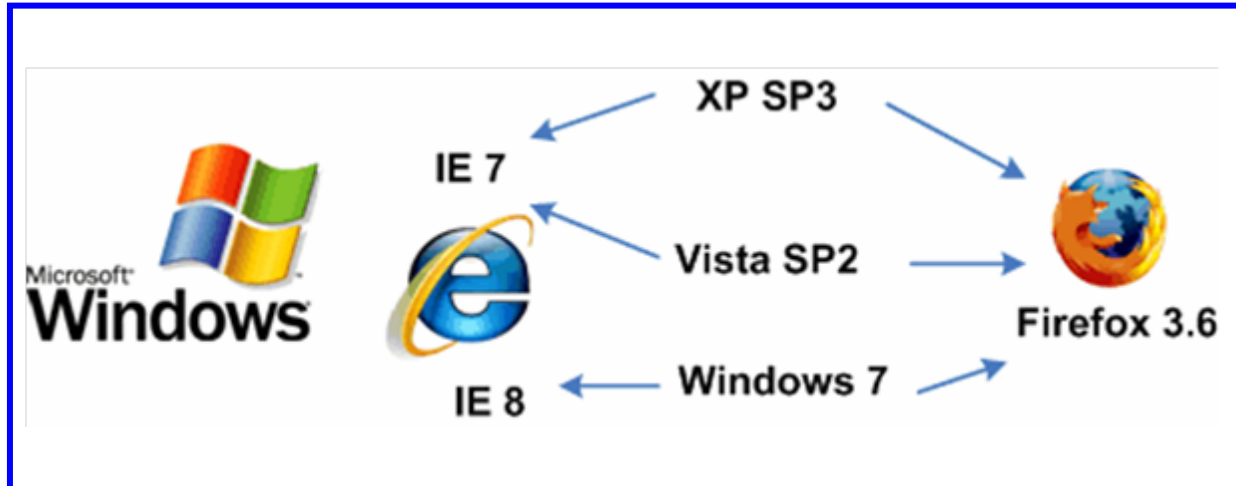 XP SP3
IE 7
Microsoft
Windows
Vista SP2
Firefox 3.6
Windows 7
IE 8